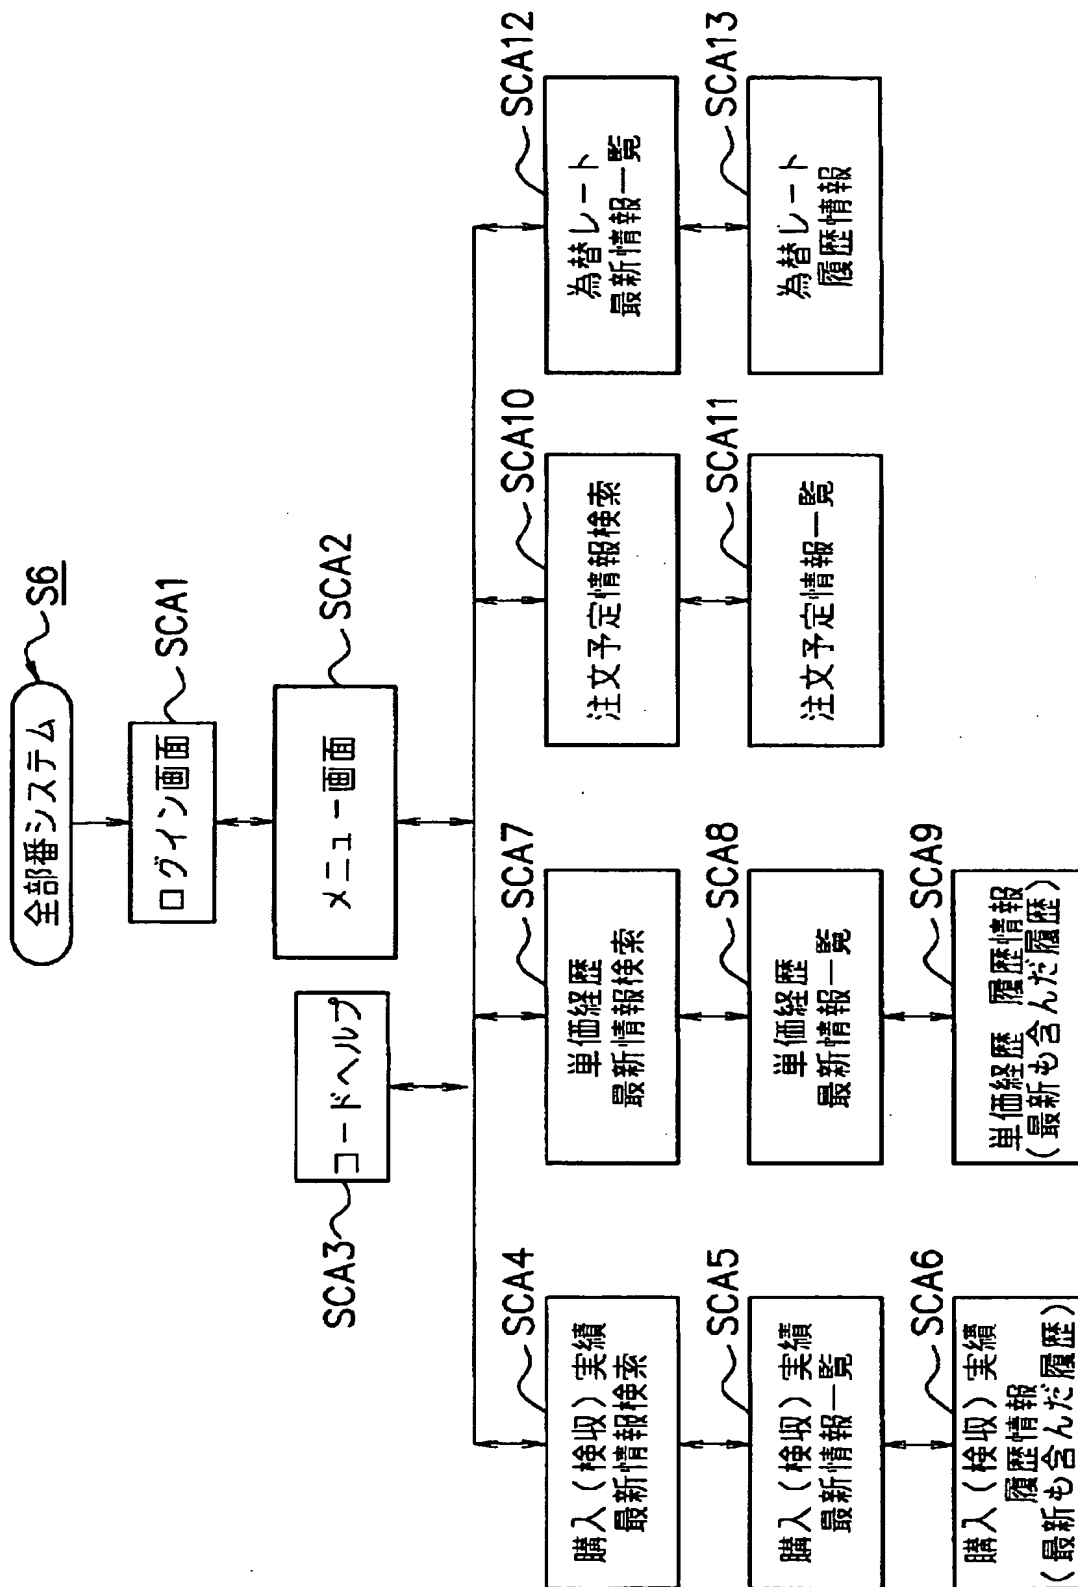 全部番システム
S6
ログイン画面
SCA1
メニュー画面
SCA2
コードヘルプ
SCA3
購入(検収)実績
最新情報検索
SCA4
購入(検収)実績
最新情報一覧
SCA5
購入(検収)実績
履歴情報
(最新も含んだ履歴)
SCA6
単価経歴
最新情報検索
SCA7
単価経歴
最新情報一覧
SCA8
単価経歴 履歴情報
(最新も含んだ履歴)
SCA9
注文予定情報検索
SCA10
注文予定情報一覧
SCA11
為替レート
最新情報一覧
SCA12
為替レート
履歴情報
SCA13